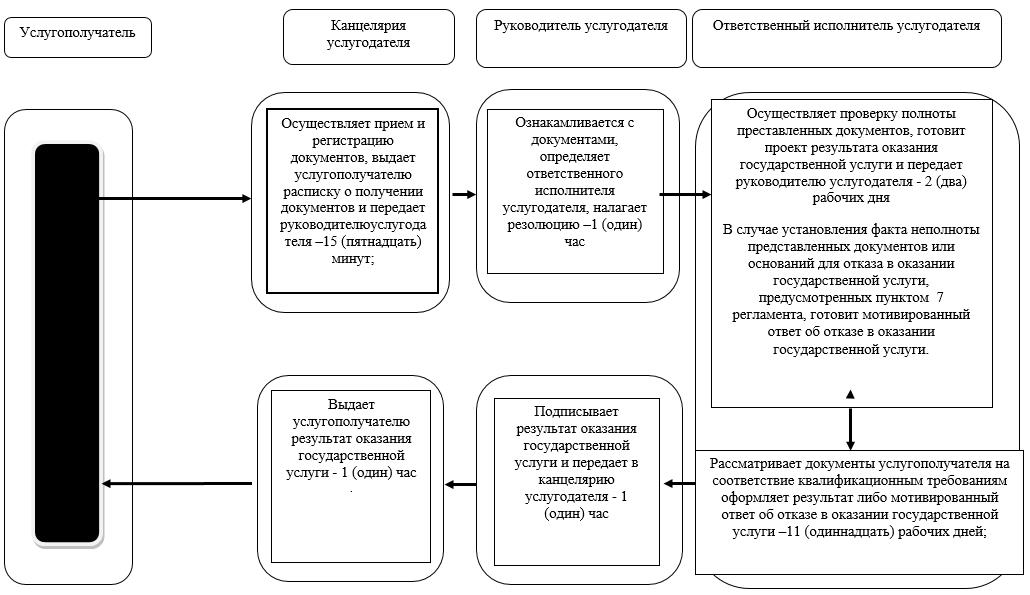 Услугополучатель
Канцелярия
услугодателя
Руководитель услугодателя
Ответственный исполнитель услугодателя
Осуществляет прием и
регистрацию
документов, выдает
услугополучателю
расписку о получении
документов и передает
руководителюуслугода
теля –15 (пятнадцать)
минут;
Ознакамливается с
документами,
определяет
ответственного
исполнителя
услугодателя, налагает
резолюцию –1 (один)
час
Осуществляет проверку полноты
преставленных документов, готовит
проект результата оказания
государственной услуги и передает
руководителю услугодателя - 2 (два)
рабочих дня
В случае установления факта неполноты
представленных документов или
оснований для отказа в оказании
государственной услуги,
предусмотренных пунктом 7
регламента, готовит мотивированный
ответ об отказе в оказании
государственной услуги.
Выдает
услугополучателю
результат оказания
государственной
услуги - 1 (один) час
.
Подписывает
результат оказания
государственной
услуги и передает в
канцелярию
услугодателя - 1
(один) час
Рассматривает документы услугополучателя на
соответствие квалификационным требованиям
оформляет результат либо мотивированный
ответ об отказе в оказании государственной
услуги –11 (одиннадцать) рабочих дней;